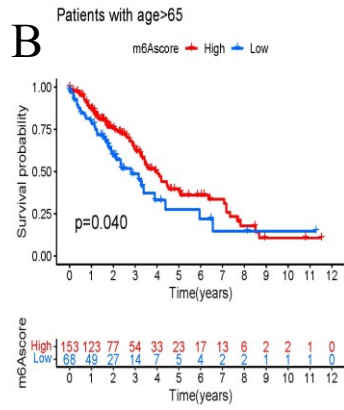 Patients with age>65
B
m6Ascore High Low
1.00
0.75
0.50
0.25
0.00
Survival probability
p=0.040
0 1 2 3 4 5 6 7 8 9 10 11 12
Time(years)
m6Ascore
High 153 123 77 54 33 23 17 13 6 2 2 1 0
Low 68 49 27 14 7 5 4 2 2 1 1 1 0
0 1 2 3 4 5 6 7 8 9 10 11 12
Time(years)